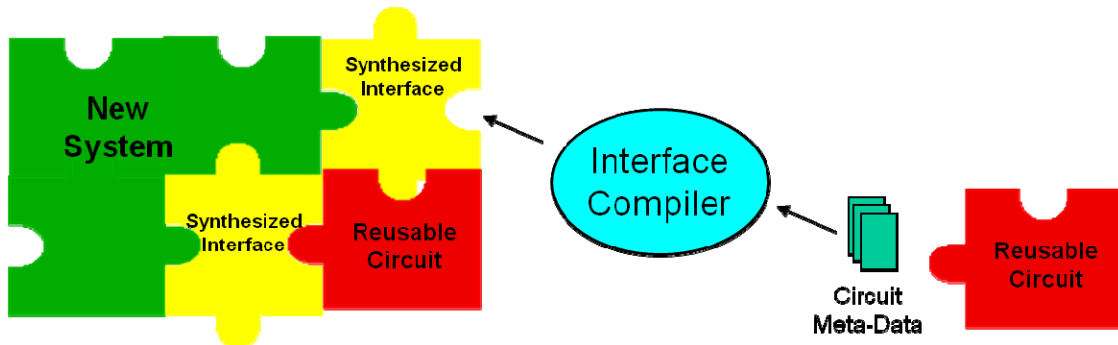 New
System
Synthesized
Interface
Synthesized
Interface
Reusable
Circuit
Interface
Compiler
Circuit
Meta-Data
Reusable
Circuit